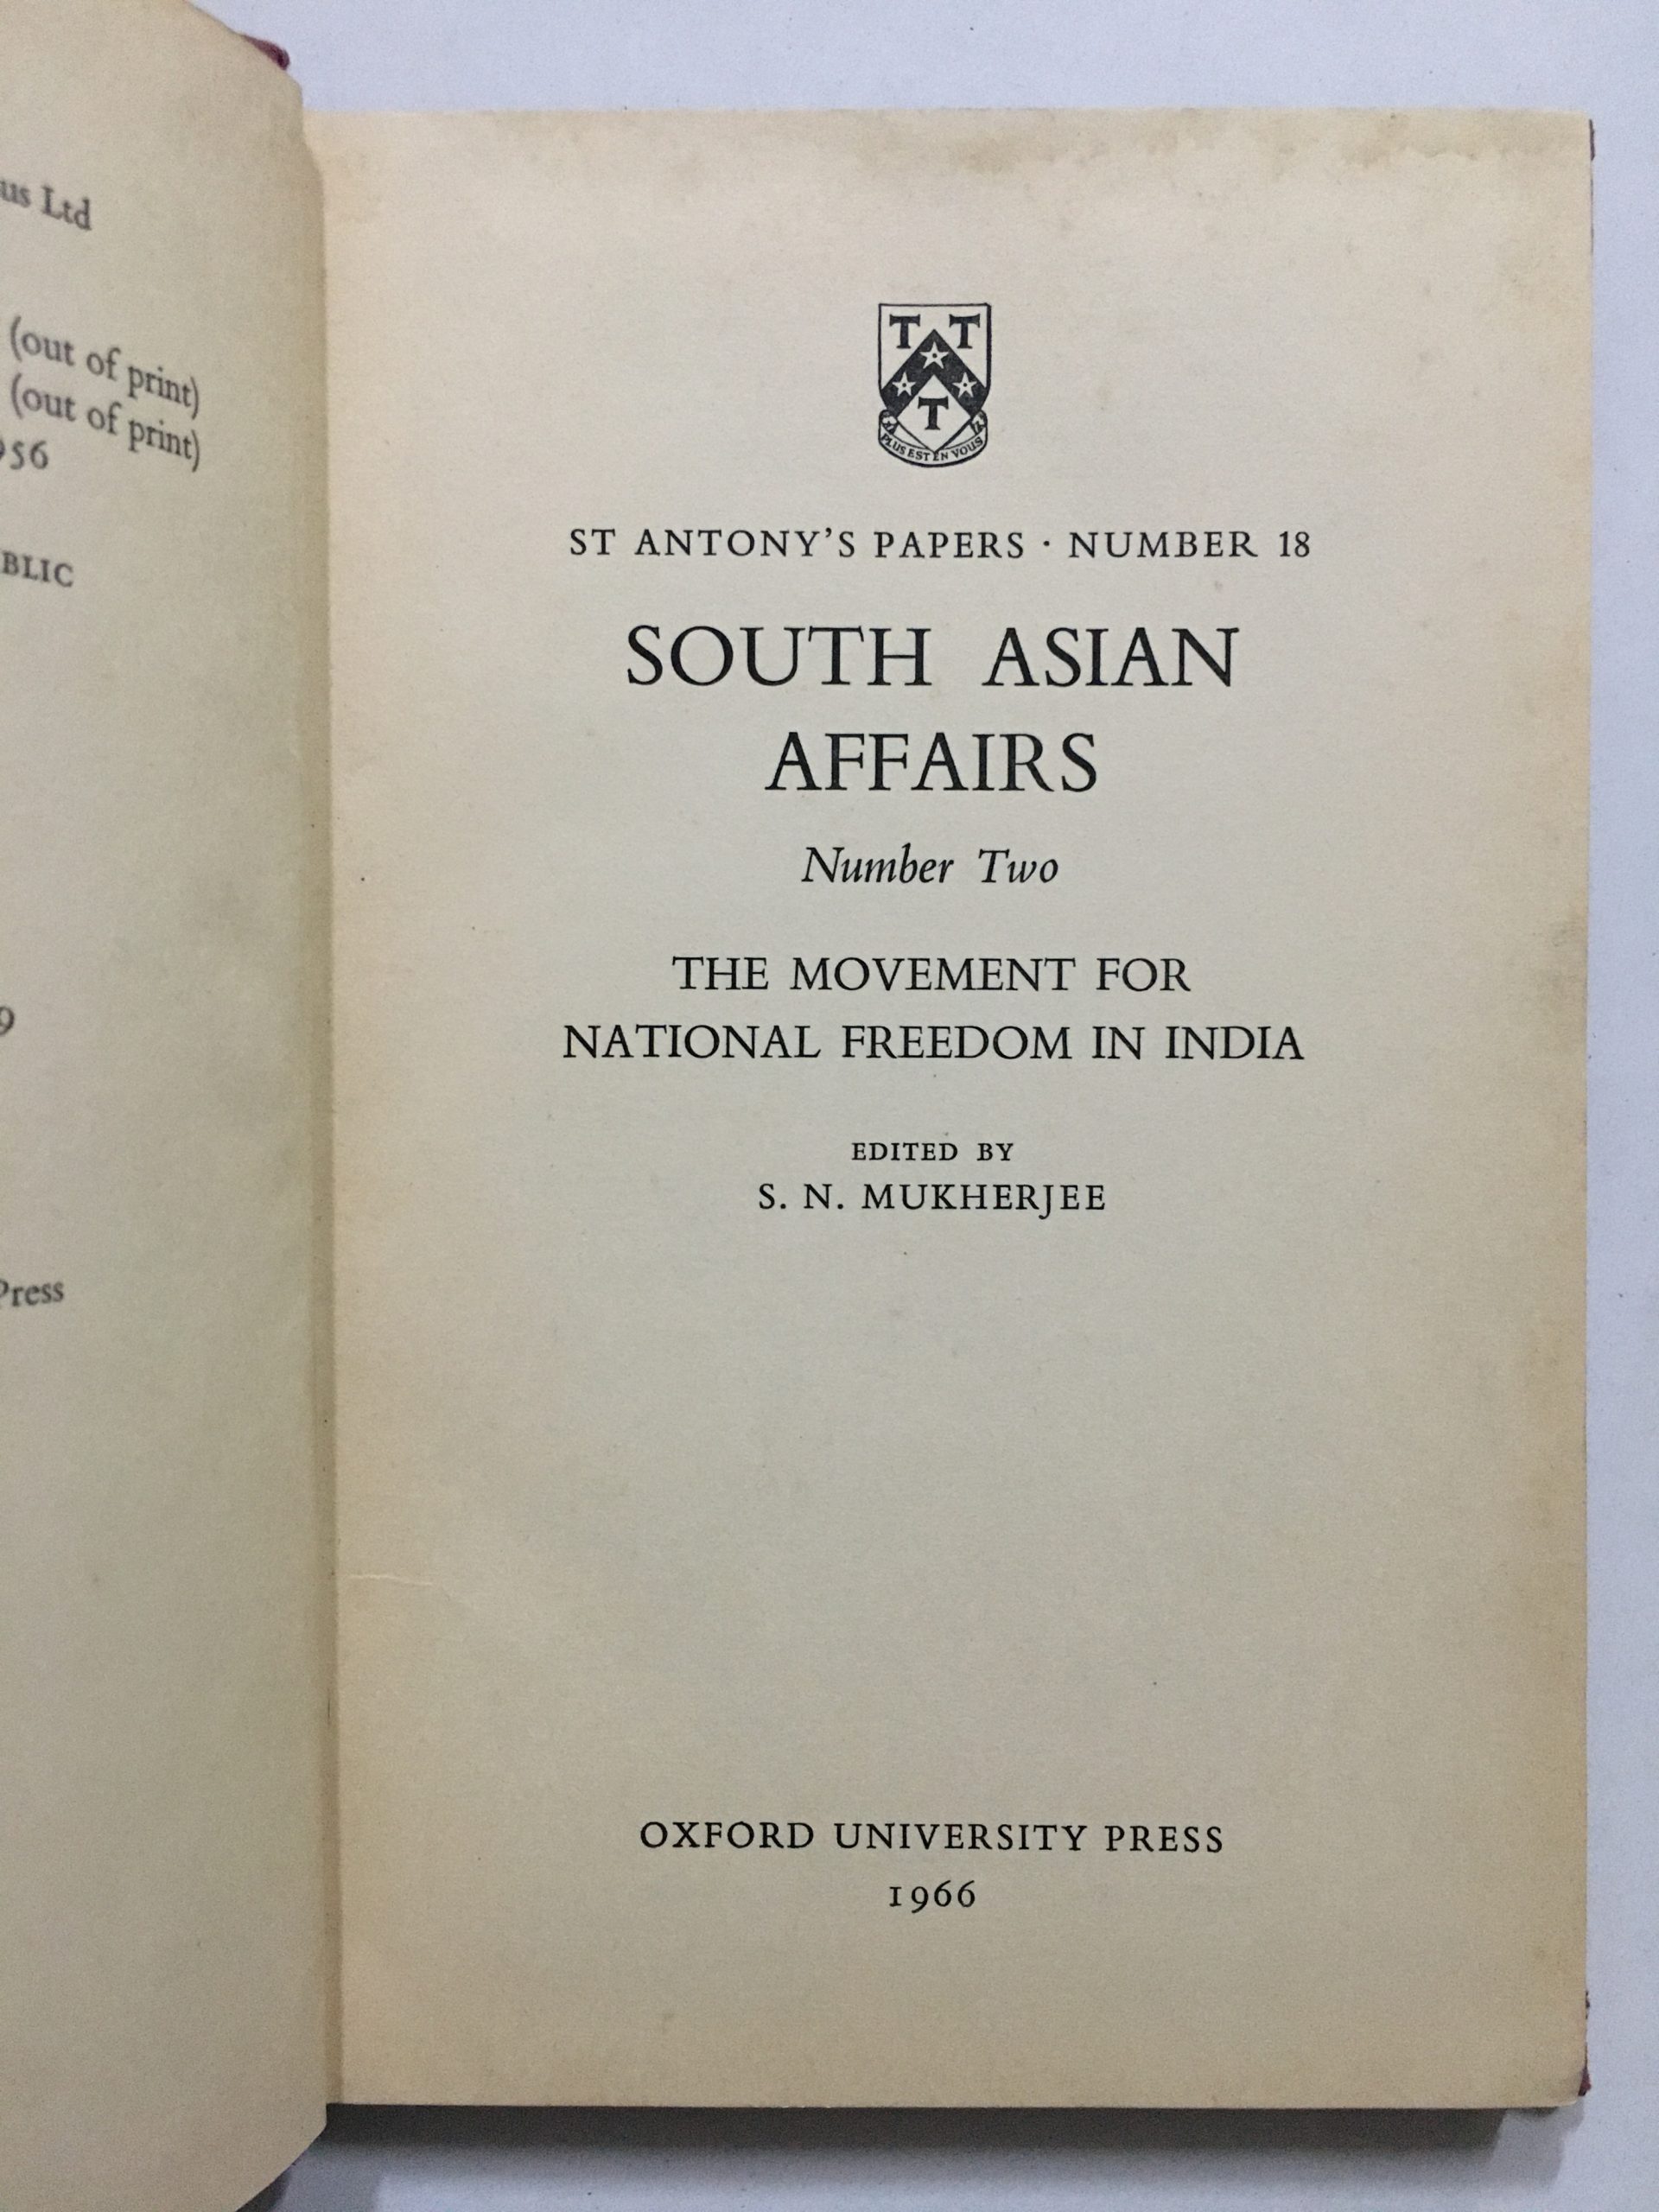 us Ltd
(out of print)
(out of print)
956
BLIC
9
Press
T T
T
PLUS EST EN VOUS
ST ANTONY'S PAPERS · NUMBER 18
SOUTH ASIAN
AFFAIRS
Number Two
THE MOVEMENT FOR
NATIONAL FREEDOM IN INDIA
EDITED BY
S. N. MUKHERJEE
OXFORD UNIVERSITY PRESS
1966